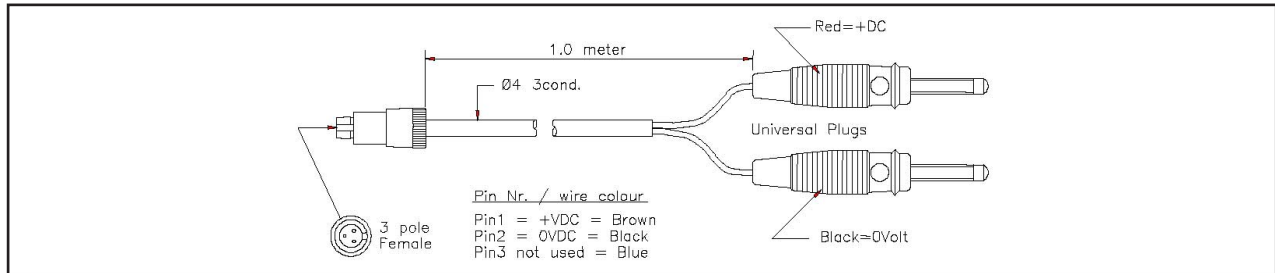 Red=+DC
1.0 meter
Ø4 3cond.
Universal Plugs
3 pole
Female
Pin Nr. / wire colour
Pin1 = +VDC = Brown
Pin2 = 0VDC = Black
Pin3 not used = Blue
Black=0Volt